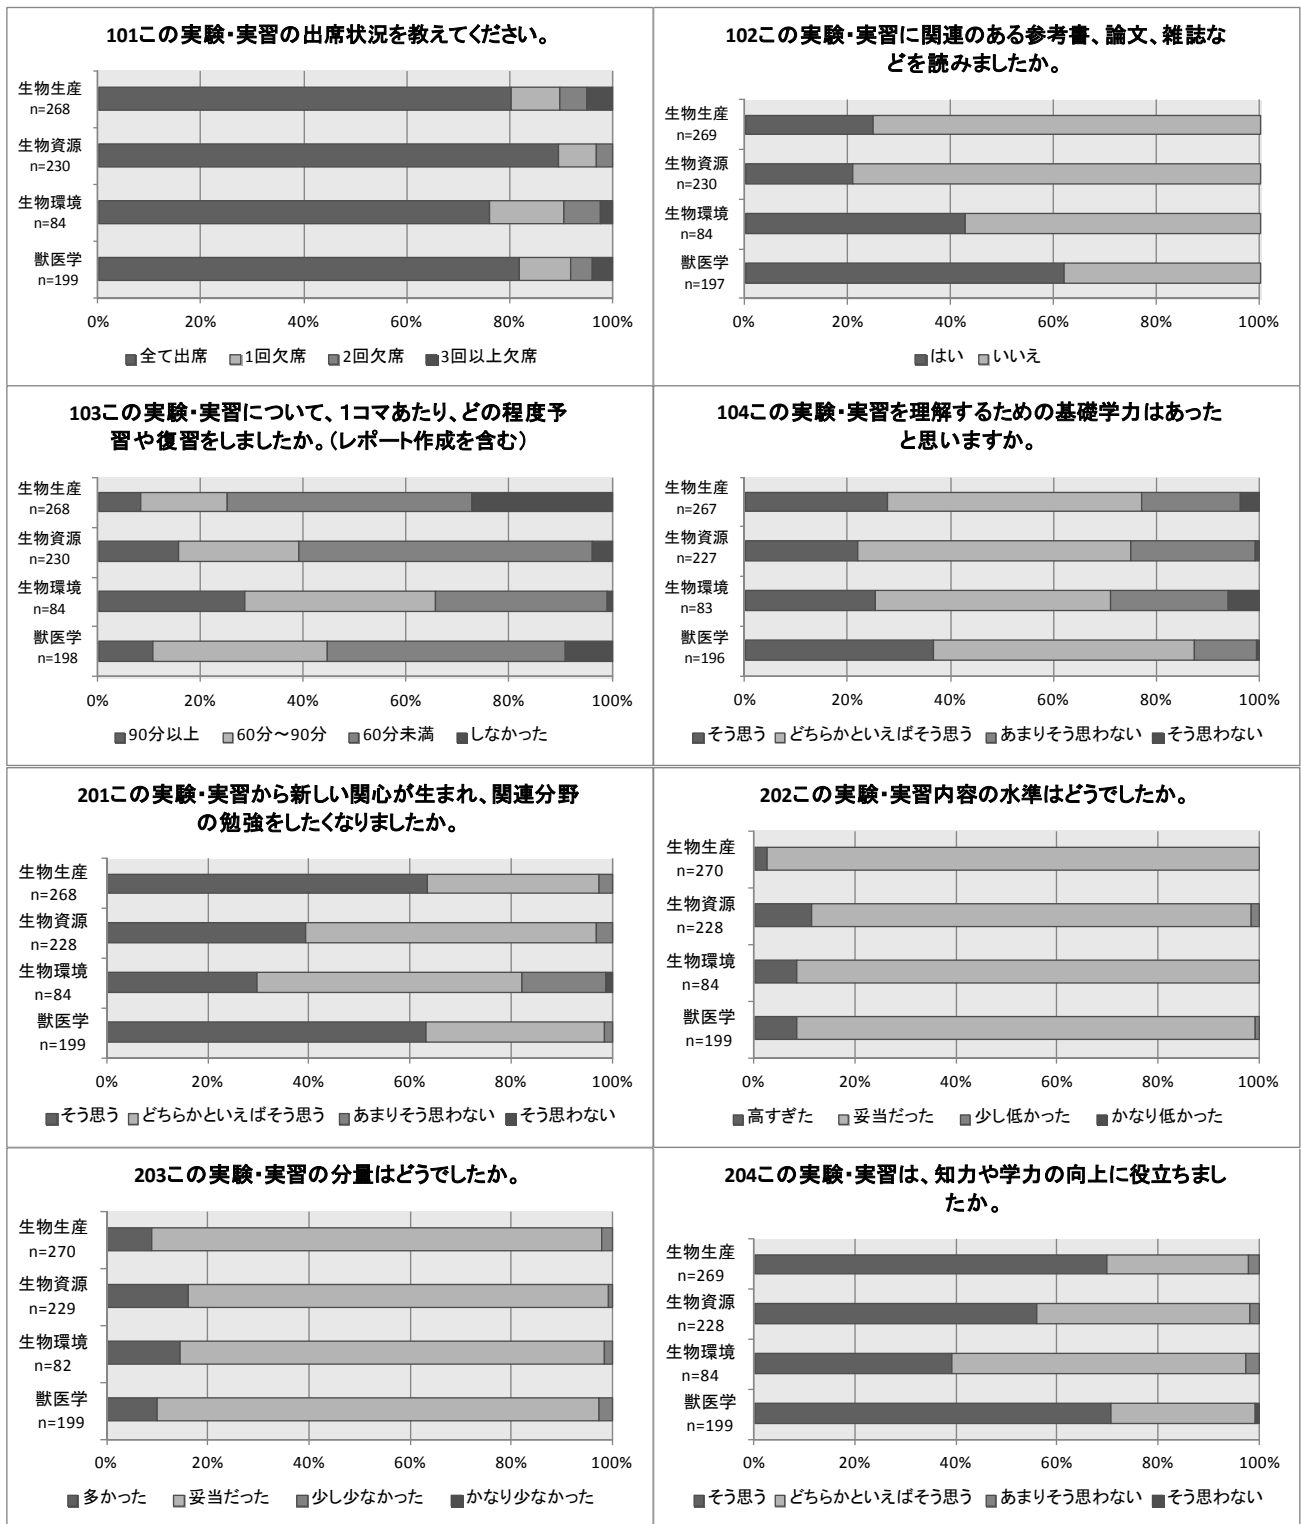 101この実験・実習の出席状況を教えてください。
生物生産
n=268
生物資源
n=230
生物環境
n=84
獣医学
n=199
0% 20% 40% 60% 80% 100%
全て出席 1回欠席 2回欠席 3回以上欠席
102この実験・実習に関連のある参考書、論文、雑誌な
どを読みましたか。
生物生産
n=269
生物資源
n=230
生物環境
n=84
獣医学
n=197
0% 20% 40% 60% 80% 100%
はい いいえ
103この実験・実習について、1コマあたり、どの程度予
習や復習をしましたか。(レポート作成を含む)
生物生産
n=268
生物資源
n=230
生物環境
n=84
獣医学
n=198
0% 20% 40% 60% 80% 100%
90分以上 60分～90分 60分未満 しなかった
104この実験・実習を理解するための基礎学力はあった
と思いますか。
生物生産
n=267
生物資源
n=227
生物環境
n=83
獣医学
n=196
0% 20% 40% 60% 80% 100%
そう思う どちらかといえばそう思う あまりそう思わない そう思わない
201この実験・実習から新しい関心が生まれ、関連分野
の勉強をしたくなりましたか。
生物生産
n=268
生物資源
n=228
生物環境
n=84
獣医学
n=199
0% 20% 40% 60% 80% 100%
そう思う どちらかといえばそう思う あまりそう思わない そう思わない
202この実験・実習内容の水準はどうでしたか。
生物生産
n=270
生物資源
n=228
生物環境
n=84
獣医学
n=199
0% 20% 40% 60% 80% 100%
高すぎた 妥当だった 少し低かった かなり低かった
203この実験・実習の分量はどうでしたか。
生物生産
n=270
生物資源
n=229
生物環境
n=82
獣医学
n=199
0% 20% 40% 60% 80% 100%
多かった 妥当だった 少し少なかった かなり少なかった
204この実験・実習は、知力や学力の向上に役立ちまし
たか。
生物生産
n=269
生物資源
n=228
生物環境
n=84
獣医学
n=199
0% 20% 40% 60% 80% 100%
そう思う どちらかといえばそう思う あまりそう思わない そう思わない